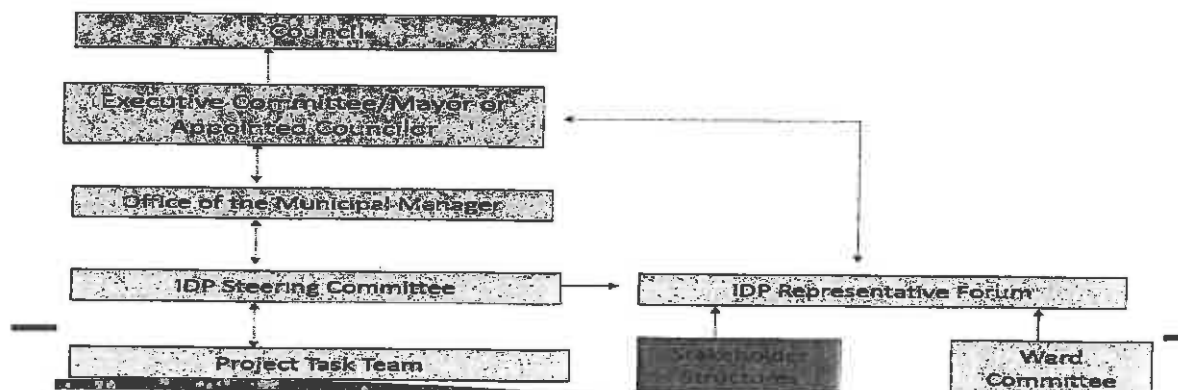 Council
Executive Committee/Mayor or
Appointed Councilor
Office of the Municipal Manager
IDP Steering Committee
IDP Representative Forum
Project Task Team
Stakeholder
Structures
Ward
Committee